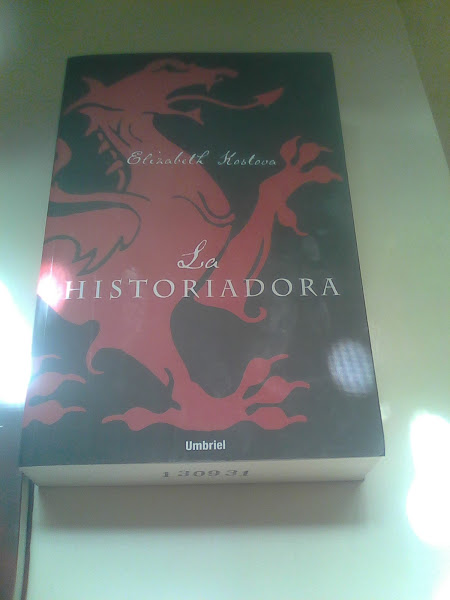 Elizabeth Kostova
La
HISTORIADORA
Umbriel
130931